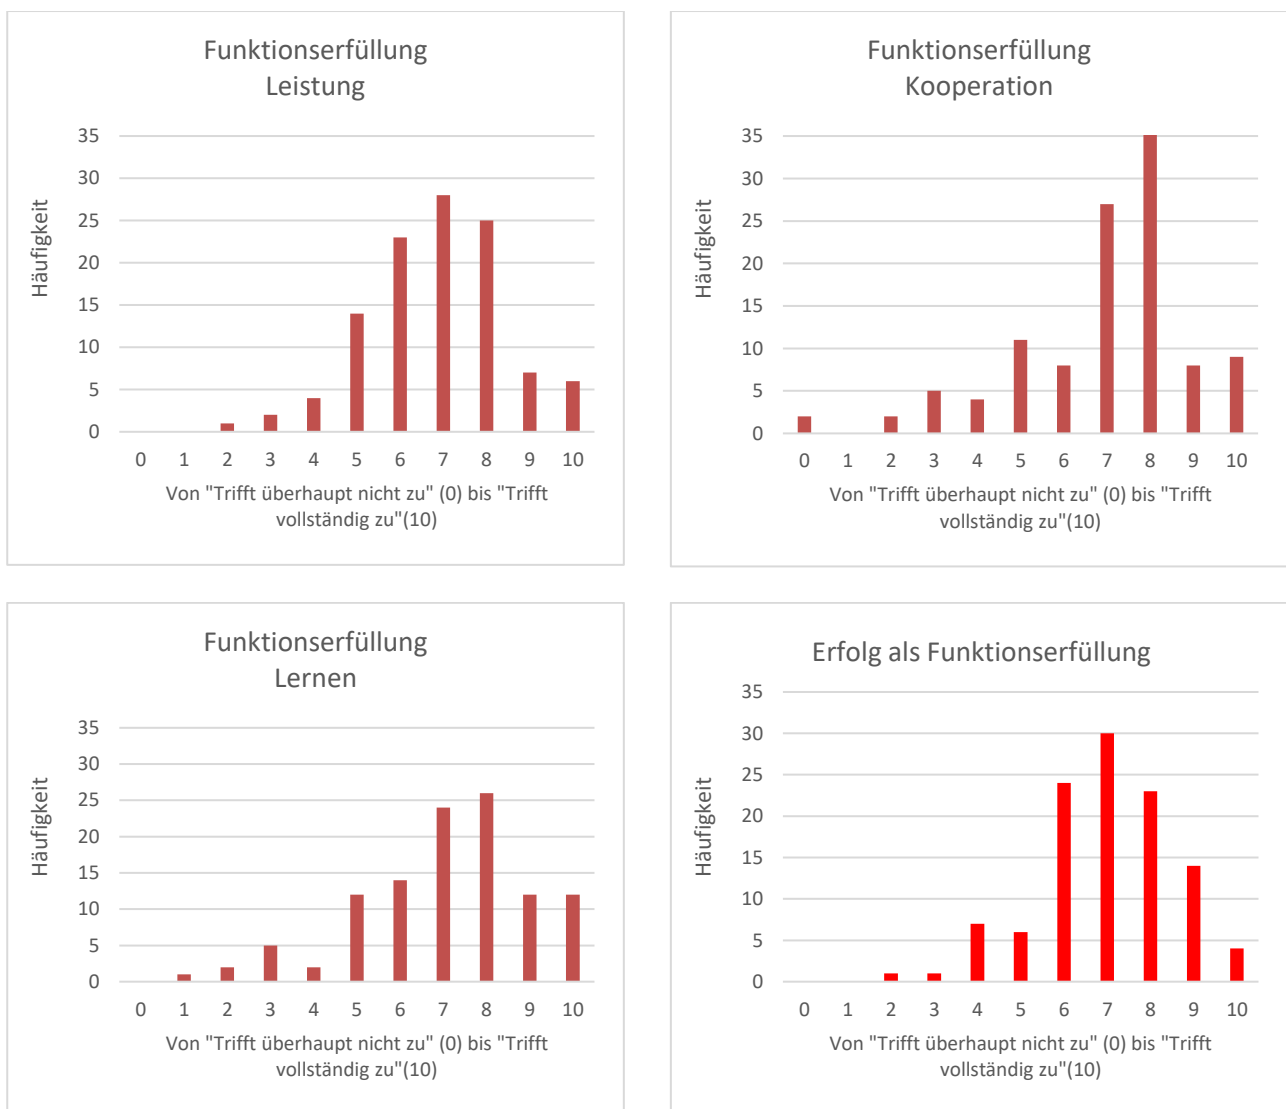 Funktionserfüllung
Leistung
Häufigkeit
35
30
25
20
15
10
5
0
0 1 2 3 4 5 6 7 8 9 10
Von "Trifft überhaupt nicht zu" (0) bis "Trifft
vollständig zu"(10)
Funktionserfüllung
Kooperation
Häufigkeit
35
30
25
20
15
10
5
0
0 1 2 3 4 5 6 7 8 9 10
Von "Trifft überhaupt nicht zu" (0) bis "Trifft
vollständig zu"(10)
Funktionserfüllung
Lernen
Häufigkeit
35
30
25
20
15
10
5
0
0 1 2 3 4 5 6 7 8 9 10
Von "Trifft überhaupt nicht zu" (0) bis "Trifft
vollständig zu"(10)
Erfolg als Funktionserfüllung
Häufigkeit
35
30
25
20
15
10
5
0
0 1 2 3 4 5 6 7 8 9 10
Von "Trifft überhaupt nicht zu" (0) bis "Trifft
vollständig zu"(10)